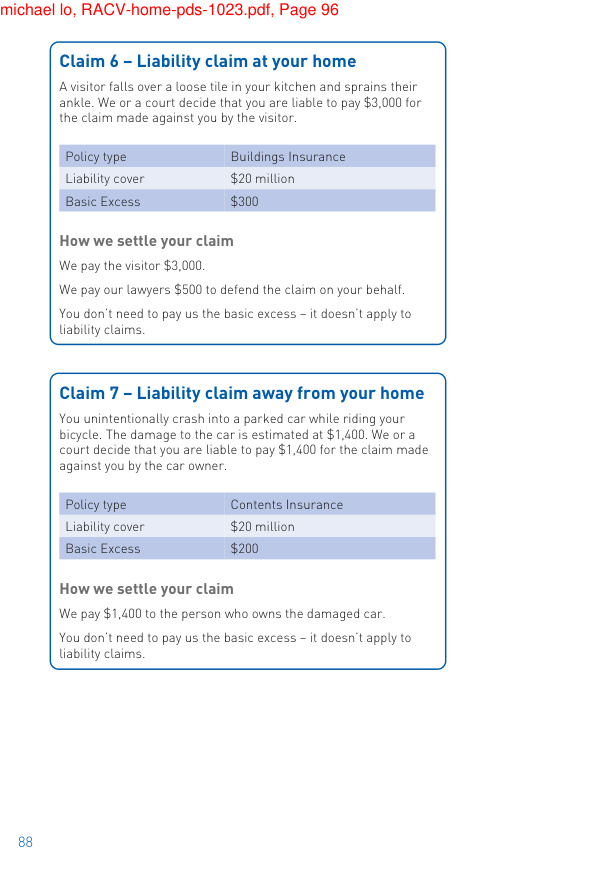 michael lo, RACV-home-pds-1023.pdf, Page 96
Claim 6 – Liability claim at your home
A visitor falls over a loose tile in your kitchen and sprains their
ankle. We or a court decide that you are liable to pay $3,000 for
the claim made against you by the visitor.
Policy type Buildings Insurance
Liability cover $20 million
Basic Excess $300
How we settle your claim
We pay the visitor $3,000.
We pay our lawyers $500 to defend the claim on your behalf.
You don't need to pay us the basic excess – it doesn't apply to
liability claims.
Claim 7 – Liability claim away from your home
You unintentionally crash into a parked car while riding your
bicycle. The damage to the car is estimated at $1,400. We or a
court decide that you are liable to pay $1,400 for the claim made
against you by the car owner.
Policy type Contents Insurance
Liability cover $20 million
Basic Excess $200
How we settle your claim
We pay $1,400 to the person who owns the damaged car.
You don't need to pay us the basic excess – it doesn't apply to
liability claims.
88